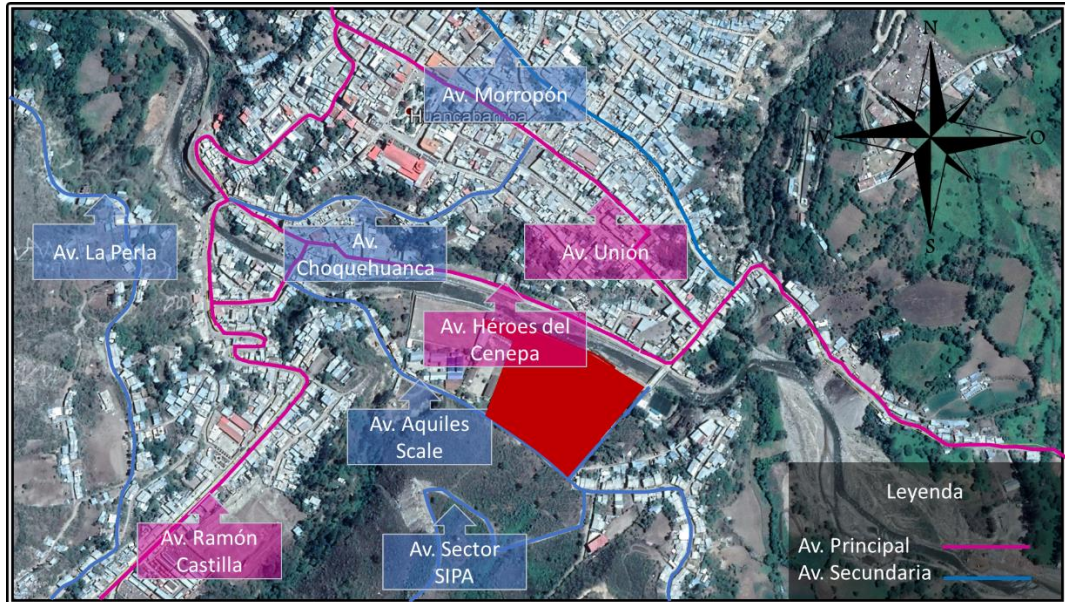 N
Av. Morropón
Huancabamba
W
O
S
Av. La Perla
Av.
Choquehuanca
Av. Unión
Av. Héroes del
Cenepa
Av. Aquiles
Scale
Leyenda
Av. Ramón
Castilla
Av. Sector
SIPA
Av. Principal
Av. Secundaria